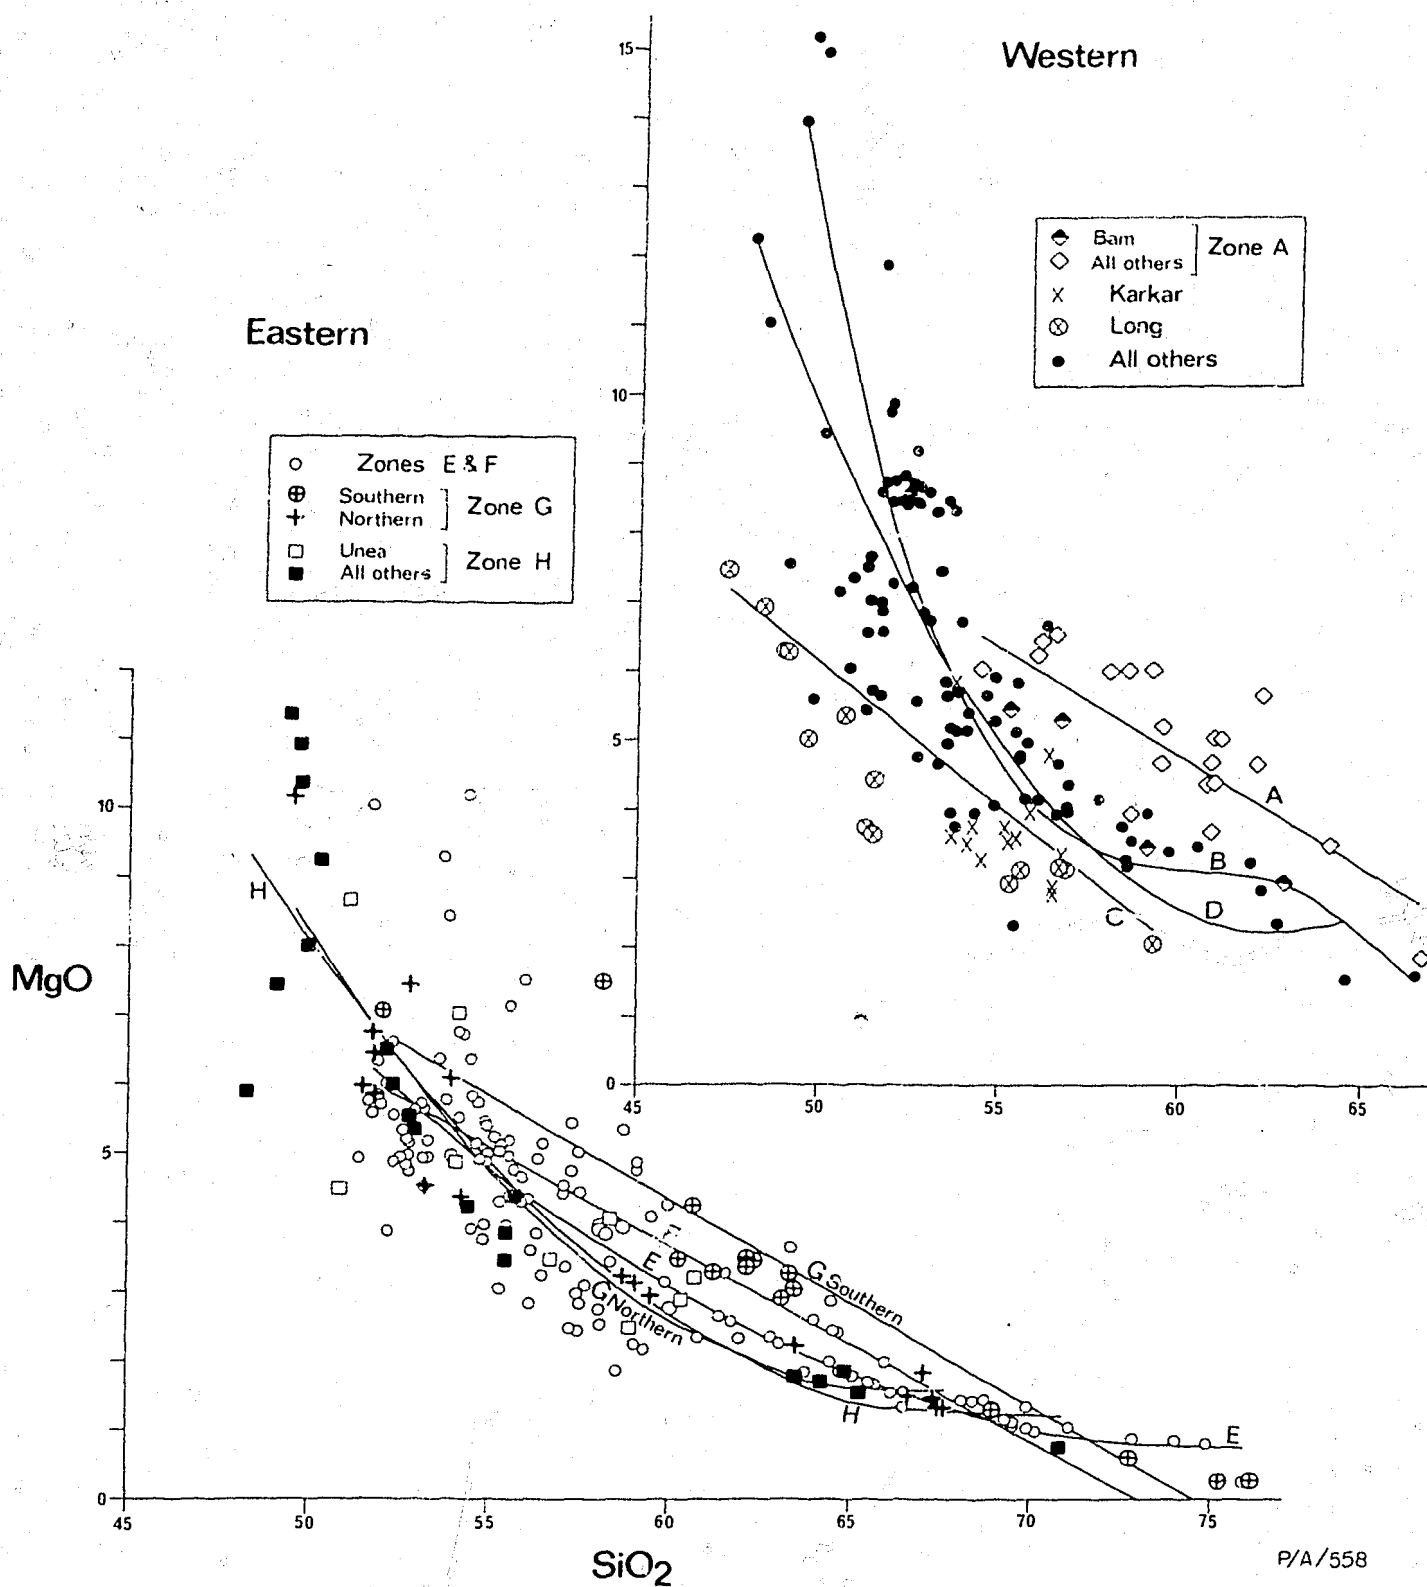 Western
15
10
5
0
45
50
55
60
65
Bam
All others
Zone A
Karkar
Long
All others
A
B
D
C
Eastern
Zones E & F
Southern
Northern
Zone G
Unea
All others
Zone H
MgO
10
5
0
45
50
55
60
65
70
75
H
F
E
G Southern
G Northern
H
E
SiO2
P/A/558